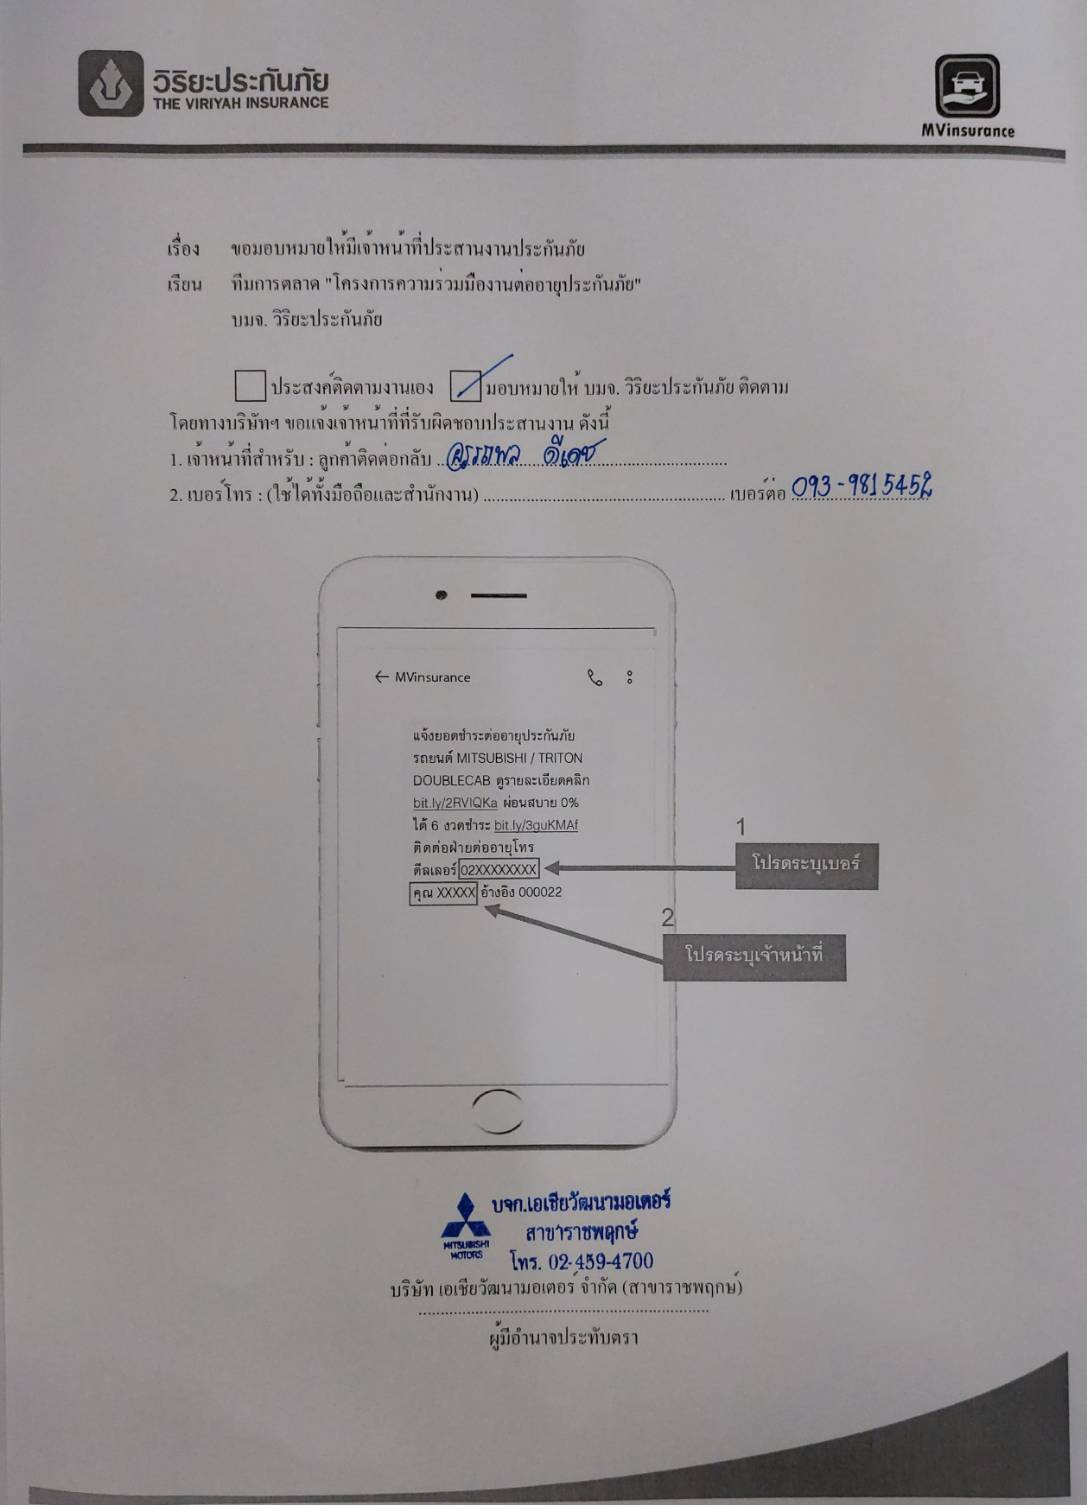 วิริยะประกันภัย
THE VIRIYAH INSURANCE
MVinsurance
เรื่อง ขอมอบหมายให้มีเจ้าหน้าที่ประสานงานประกันภัย
เรียน ทีมการตลาด "โครงการความร่วมมืองานต่ออายุประกันภัย"
บมจ. วิริยะประกันภัย
ประสงค์ติดตามงานเอง มอบหมายให้ บมจ. วิริยะประกันภัย ติดตาม
โดยทางบริษัทฯ ขอแจ้งเจ้าหน้าที่ที่รับผิดชอบประสานงาน ดังนี้
1. เจ้าหน้าที่สำหรับ : ลูกค้าติดต่อกลับ ดีเดช
2. เบอร์โทร : (ใช้ได้ทั้งมือถือและสำนักงาน) ........ เบอร์ต่อ 093-9815452
← MVinsurance
แจ้งยอดชำระต่ออายุประกันภัย
รถยนต์ MITSUBISHI / TRITON
DOUBLECAB ดูรายละเอียดคลิก
bit.ly/2RVIQKa ผ่อนสบาย 0%
ได้ 6 งวดชำระ bit.ly/3guKMAf
ติดต่อฝ่ายต่ออายุโทร
ดีลเลอร์ 02XXXXXXXX
คุณ XXXXX อ้างอิง 000022
1
โปรดระบุเบอร์
2
โปรดระบุเจ้าหน้าที่
บจก.เอเชียวัฒนามอเตอร์
สาขาราชพฤกษ์
MITSUBISHI
MOTORS
โทร. 02-459-4700
บริษัท เอเชียวัฒนามอเตอร์ จำกัด (สาขาราชพฤกษ์)
ผู้มีอำนาจประทับตรา